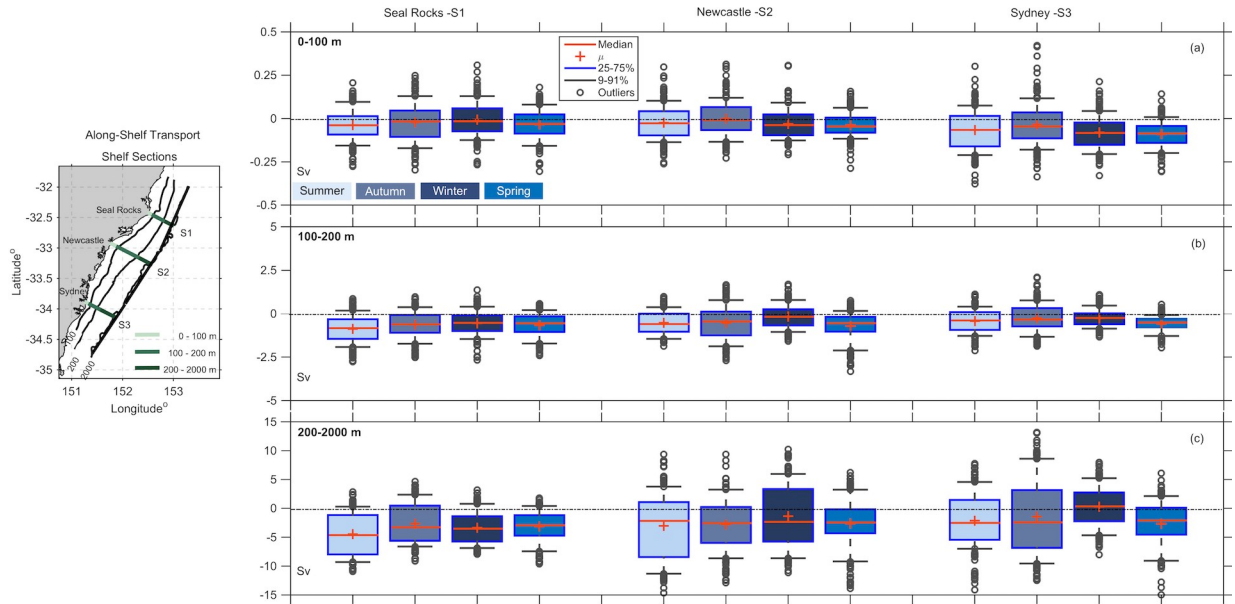 Seal Rocks -S1
Newcastle -S2
Sydney -S3
0-100 m
(a)
Median
μ
25-75%
9-91%
Outliers
0.5
0.25
0
-0.25
-0.5
Sv
Summer
Autumn
Winter
Spring
100-200 m
(b)
5
2.5
0
-2.5
-5
Sv
200-2000 m
(c)
15
10
5
0
-5
-10
-15
Sv
Along-Shelf Transport
Shelf Sections
-32
-32.5
-33
-33.5
-34
-34.5
-35
Latitude°
Seal Rocks
Newcastle
Sydney
S1
S2
S3
100
200
2000
0 - 100 m
100 - 200 m
200 - 2000 m
151
152
153
Longitude°